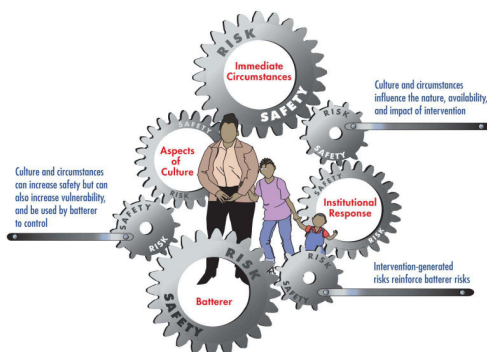 RISK
Immediate
Circumstances
SAFETY
Culture and circumstances
influence the nature, availability,
and impact of intervention
RISK
SAFETY
SAFETY
Aspects
of
Culture
RISK
Culture and circumstances
can increase safety but can
also increase vulnerability,
and be used by batterer
to control
SAFETY
Institutional
Response
RISK
SAFETY
RISK
RISK
SAFETY
Batterer
RISK
SAFETY
Intervention-generated
risks reinforce batterer risks